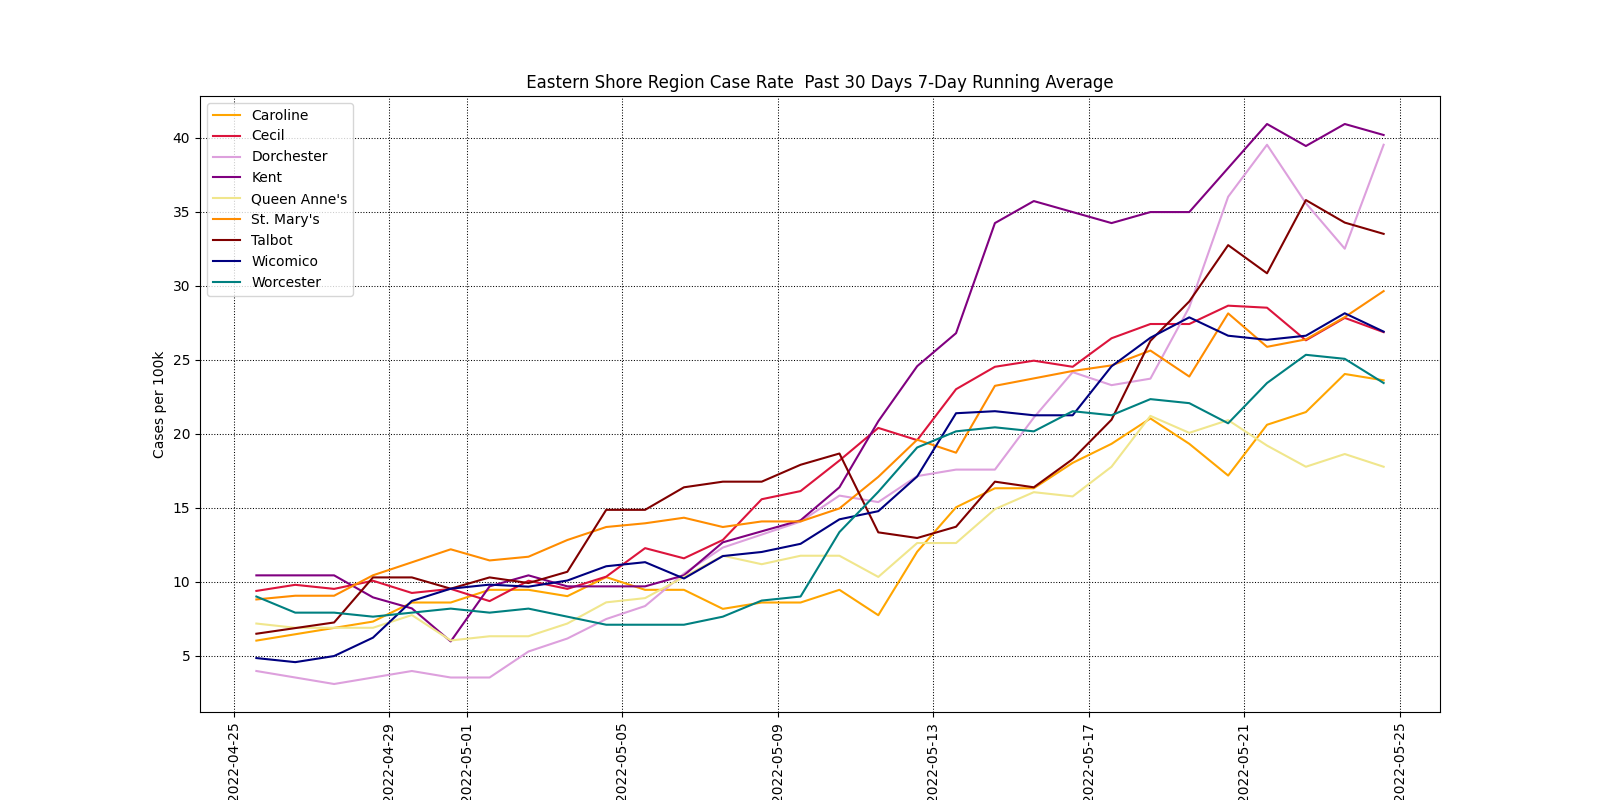 Eastern Shore Region Case Rate  Past 30 Days 7-Day Running Average
Caroline
Cecil
Dorchester
Kent
Queen Anne's
St. Mary's
Talbot
Wicomico
Worcester
Cases per 100k
40
35
30
25
20
15
10
5
2022-04-25
2022-04-29
2022-05-01
2022-05-05
2022-05-09
2022-05-13
2022-05-17
2022-05-21
2022-05-25